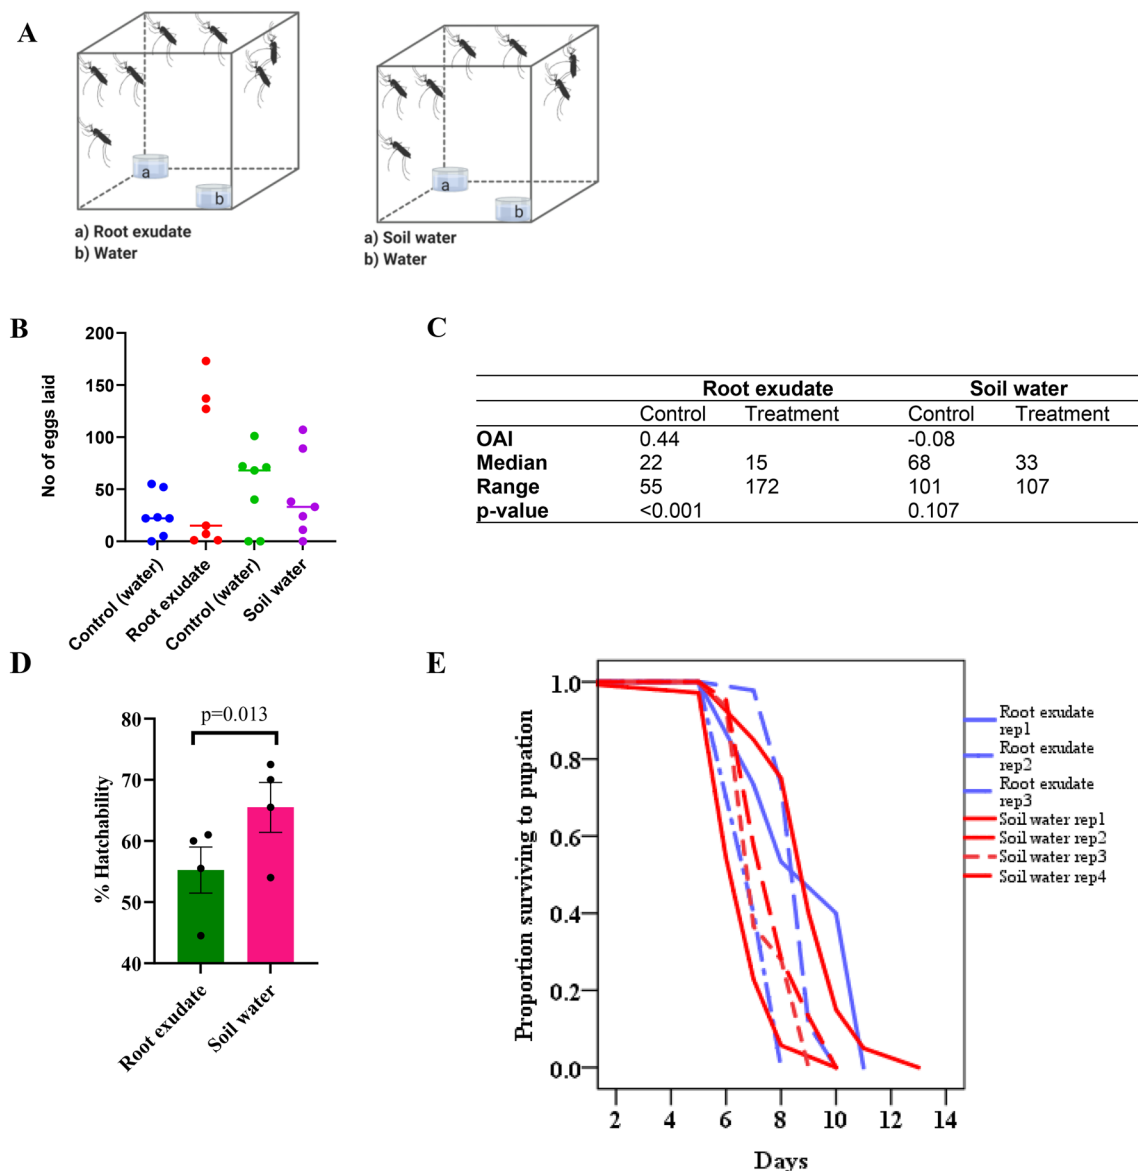 A
a
b
a) Root exudate
b) Water
a
b
a) Soil water
b) Water
B
No of eggs laid
200
150
100
50
0
Control (water)
Root exudate
Control (water)
Soil water
C
Root exudate Soil water
Control Treatment Control Treatment
OAI 0.44 -0.08
Median 22 15 68 33
Range 55 172 101 107
p-value <0.001 0.107
D
% Hatchability
80
70
60
50
40
p=0.013
Root exudate
Soil water
E
Proportion surviving to pupation
1.0
0.8
0.6
0.4
0.2
0.0
2 4 6 8 10 12 14
Days
Root exudate
rep1
Root exudate
rep2
Root exudate
rep3
Soil water rep1
Soil water rep2
Soil water rep3
Soil water rep4